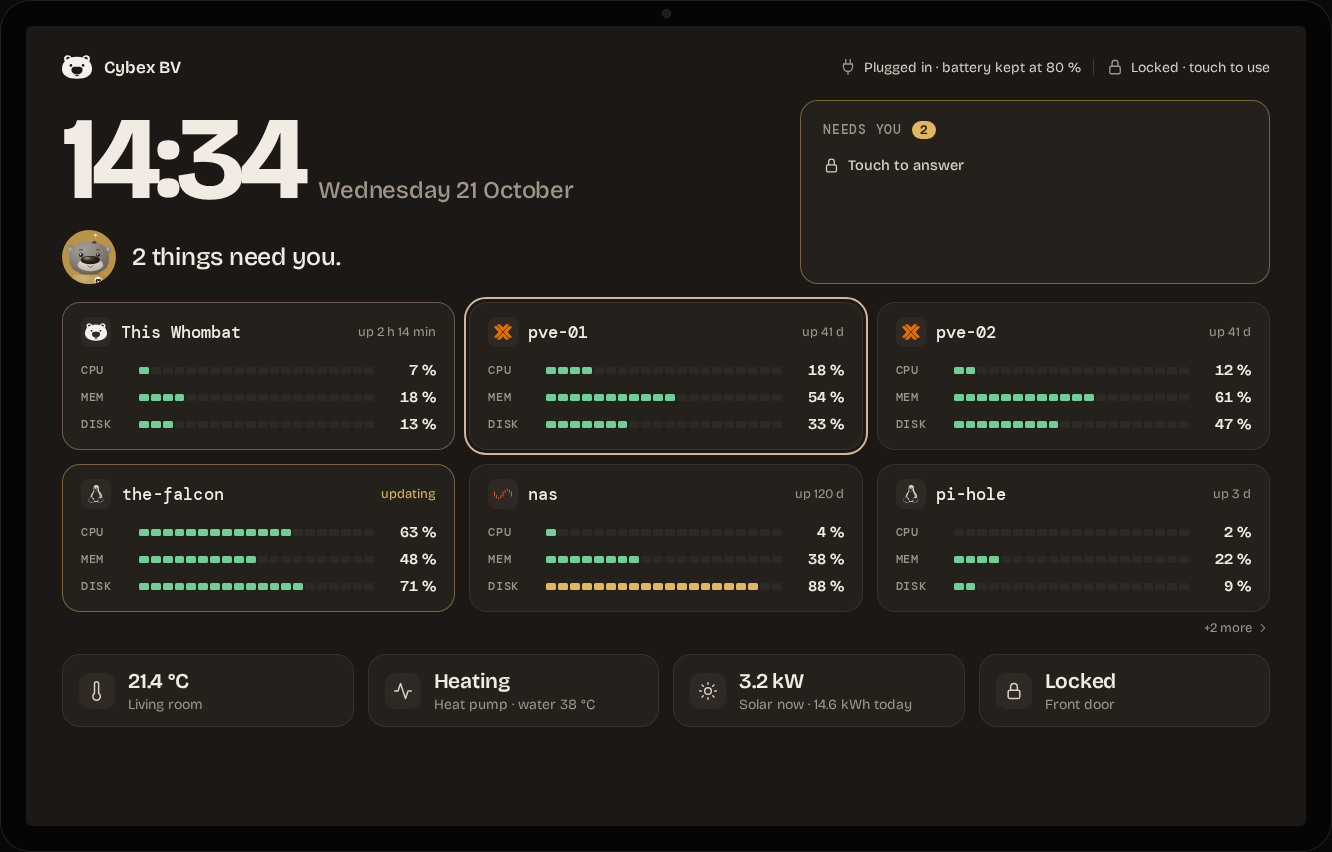 Cybex BV
Plugged in · battery kept at 80 %
Locked · touch to use
14:34 Wednesday 21 October
NEEDS YOU 2
Touch to answer
2 things need you.
This Whombat up 2 h 14 min
CPU 7 %
MEM 18 %
DISK 13 %
pve-01 up 41 d
CPU 18 %
MEM 54 %
DISK 33 %
pve-02 up 41 d
CPU 12 %
MEM 61 %
DISK 47 %
the-falcon updating
CPU 63 %
MEM 48 %
DISK 71 %
nas up 120 d
CPU 4 %
MEM 38 %
DISK 88 %
pi-hole up 3 d
CPU 2 %
MEM 22 %
DISK 9 %
+2 more
21.4 °C
Living room
Heating
Heat pump · water 38 °C
3.2 kW
Solar now · 14.6 kWh today
Locked
Front door